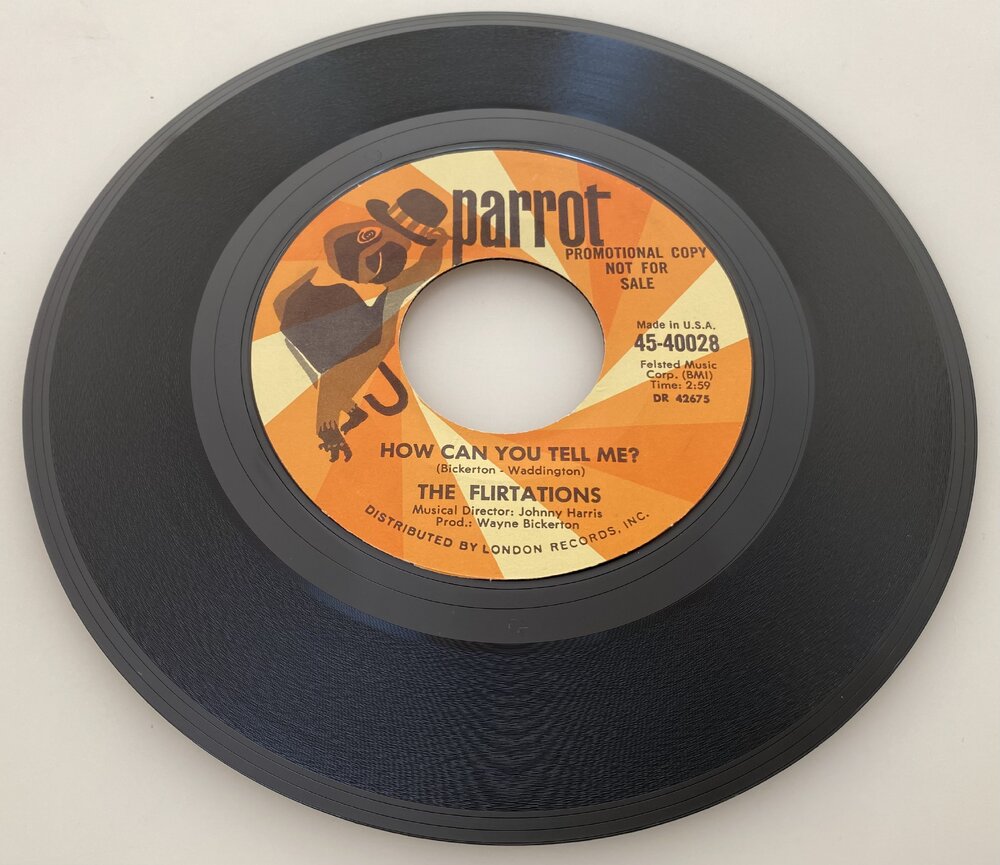 parrot
PROMOTIONAL COPY
NOT FOR
SALE
Made in U.S.A.
45-40028
Felsted Music
Corp. (BMI)
Time: 2:59
DR 42675
HOW CAN YOU TELL ME?
(Bickerton - Waddington)
THE FLIRTATIONS
Musical Director: Johnny Harris
Prod.: Wayne Bickerton
DISTRIBUTED BY LONDON RECORDS, INC.